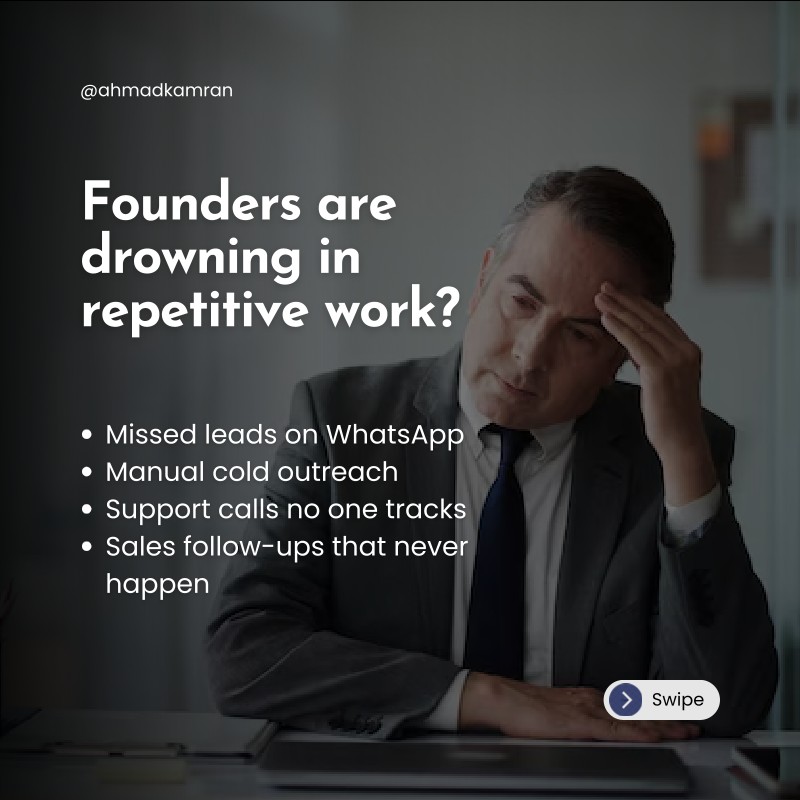 @ahmadkamran
Founders are
drowning in
repetitive work?
• Missed leads on WhatsApp
• Manual cold outreach
• Support calls no one tracks
• Sales follow-ups that never
happen
Swipe